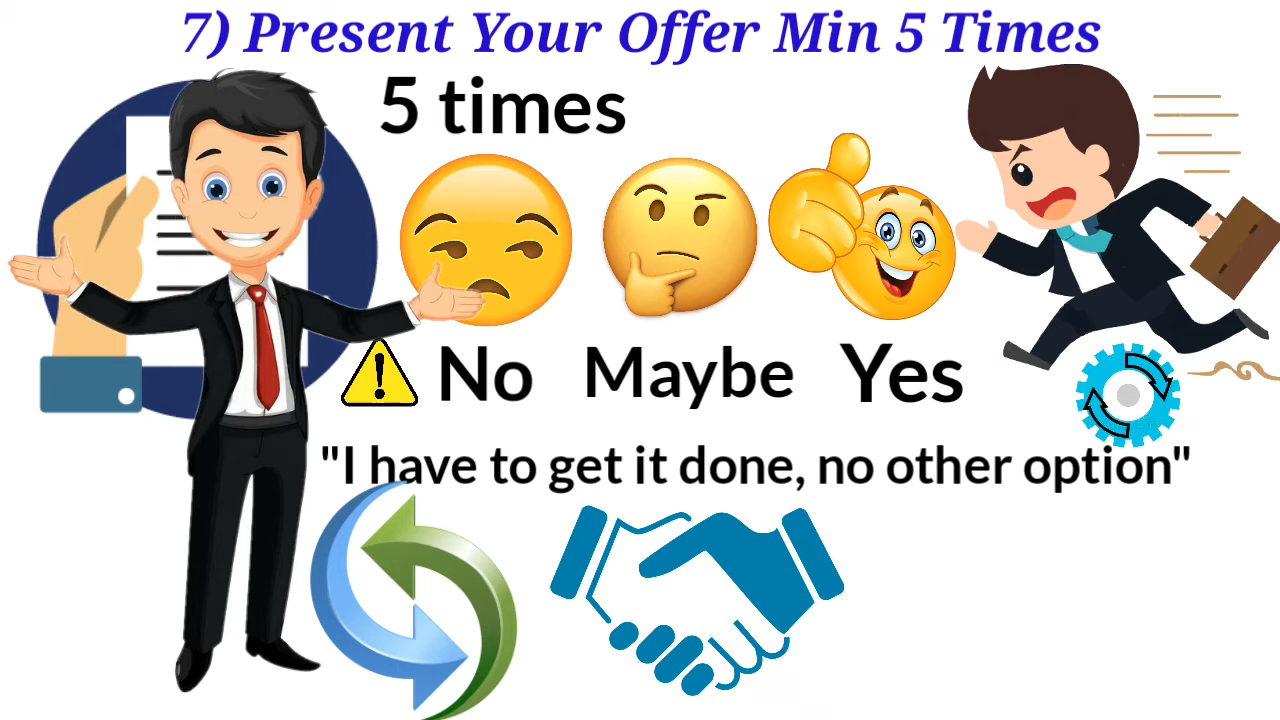 7) Present Your Offer Min 5 Times
5 times
No Maybe Yes
"I have to get it done, no other option"